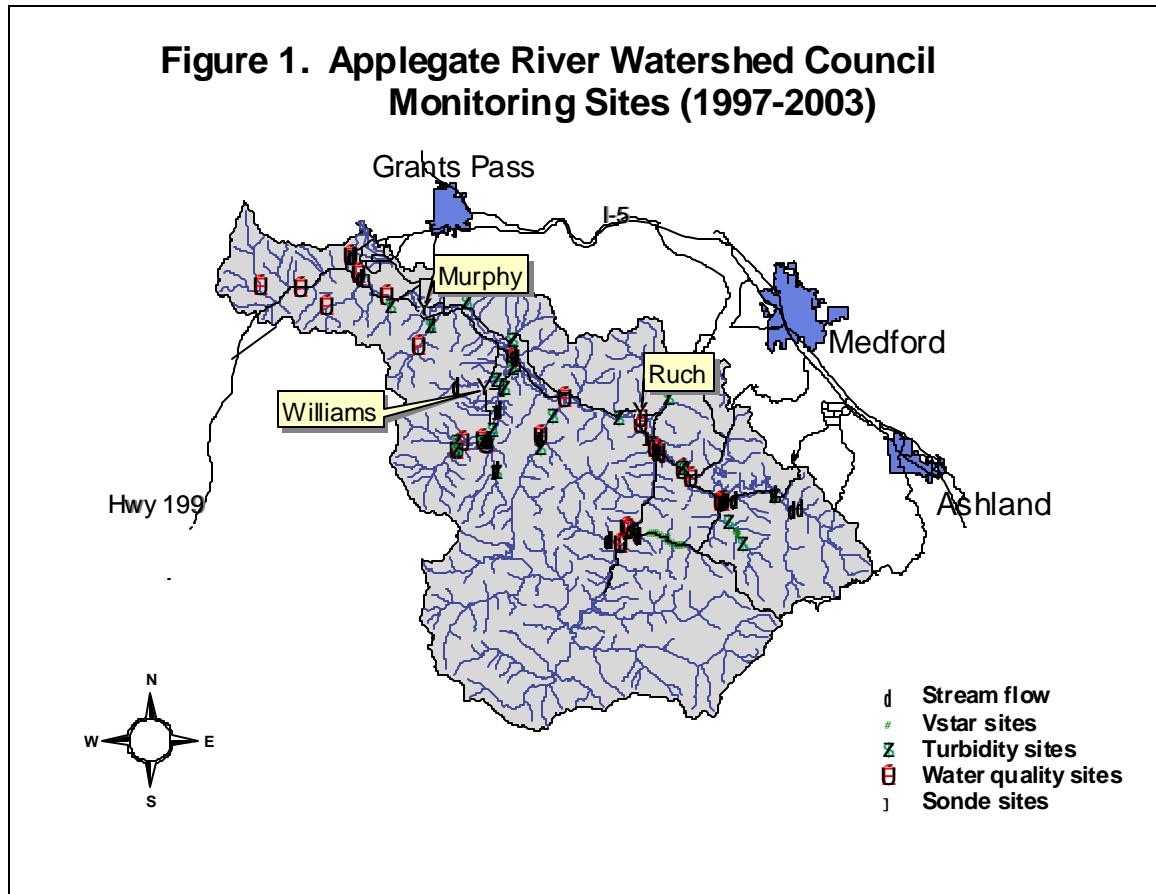 Figure 1. Applegate River Watershed Council
Monitoring Sites (1997-2003)
Grants Pass
I-5
Murphy
Medford
Ruch
Williams
Hwy 199
Ashland
N
W
E
S
Stream flow
Vstar sites
Turbidity sites
Water quality sites
Sonde sites